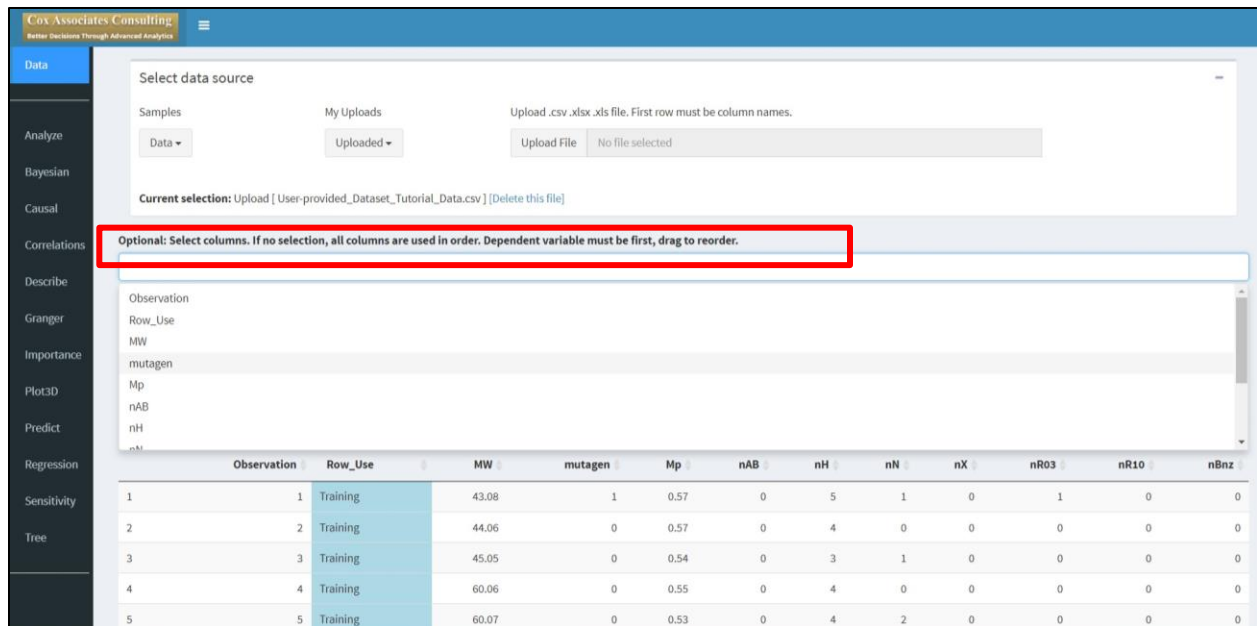 Cox Associates Consulting
Better Decisions Through Advanced Analytics
Data
Analyze
Bayesian
Causal
Correlations
Describe
Granger
Importance
Plot3D
Predict
Regression
Sensitivity
Tree
Select data source
Samples My Uploads Upload .csv .xlsx .xls file. First row must be column names.
Data Uploaded Upload File No file selected
Current selection: Upload [ User-provided_Dataset_Tutorial_Data.csv ] [Delete this file]
Optional: Select columns. If no selection, all columns are used in order. Dependent variable must be first, drag to reorder.
Observation
Row_Use
MW
mutagen
Mp
nAB
nH
nN
Observation Row_Use MW mutagen Mp nAB nH nN nX nR03 nR10 nBnz
1 1 Training 43.08 1 0.57 0 5 1 0 1 0 0
2 2 Training 44.06 0 0.57 0 4 0 0 0 0 0
3 3 Training 45.05 0 0.54 0 3 1 0 0 0 0
4 4 Training 60.06 0 0.55 0 4 0 0 0 0 0
5 5 Training 60.07 0 0.53 0 4 2 0 0 0 0